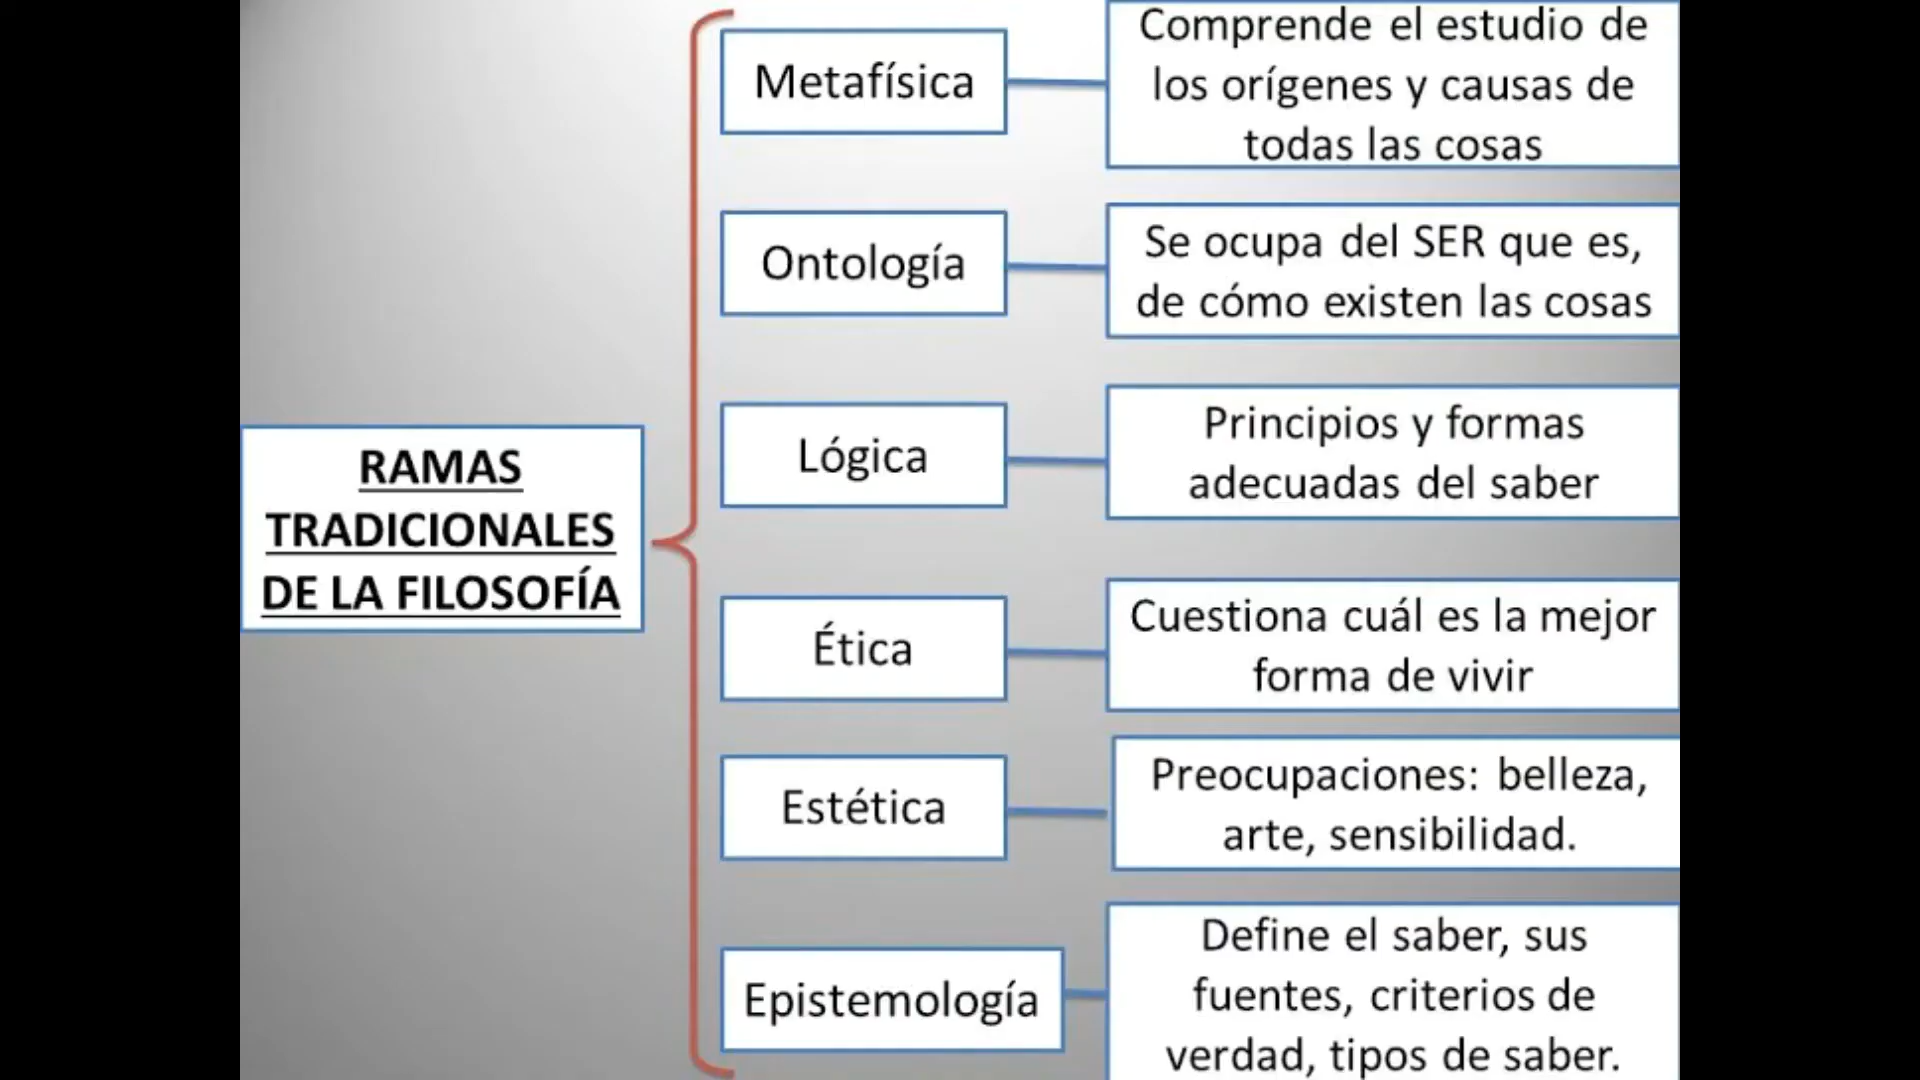 RAMAS
TRADICIONALES
DE LA FILOSOFÍA
Metafísica
Comprende el estudio de
los orígenes y causas de
todas las cosas
Ontología
Se ocupa del SER que es,
de cómo existen las cosas
Lógica
Principios y formas
adecuadas del saber
Ética
Cuestiona cuál es la mejor
forma de vivir
Estética
Preocupaciones: belleza,
arte, sensibilidad.
Epistemología
Define el saber, sus
fuentes, criterios de
verdad, tipos de saber.